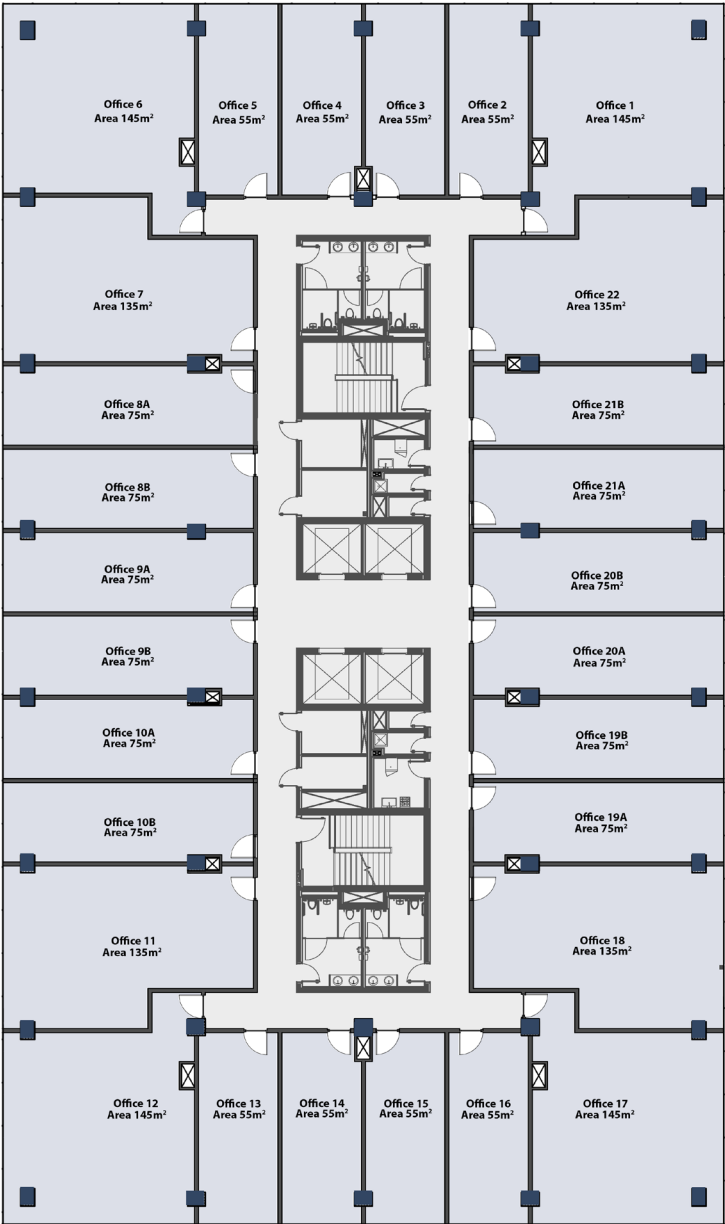 Office 6
Area 145m²
Office 5
Area 55m²
Office 4
Area 55m²
Office 3
Area 55m²
Office 2
Area 55m²
Office 1
Area 145m²
Office 7
Area 135m²
Office 22
Area 135m²
Office 8A
Area 75m²
Office 21B
Area 75m²
Office 8B
Area 75m²
Office 21A
Area 75m²
Office 9A
Area 75m²
Office 20B
Area 75m²
Office 9B
Area 75m²
Office 20A
Area 75m²
Office 10A
Area 75m²
Office 19B
Area 75m²
Office 10B
Area 75m²
Office 19A
Area 75m²
Office 11
Area 135m²
Office 18
Area 135m²
Office 12
Area 145m²
Office 13
Area 55m²
Office 14
Area 55m²
Office 15
Area 55m²
Office 16
Area 55m²
Office 17
Area 145m²